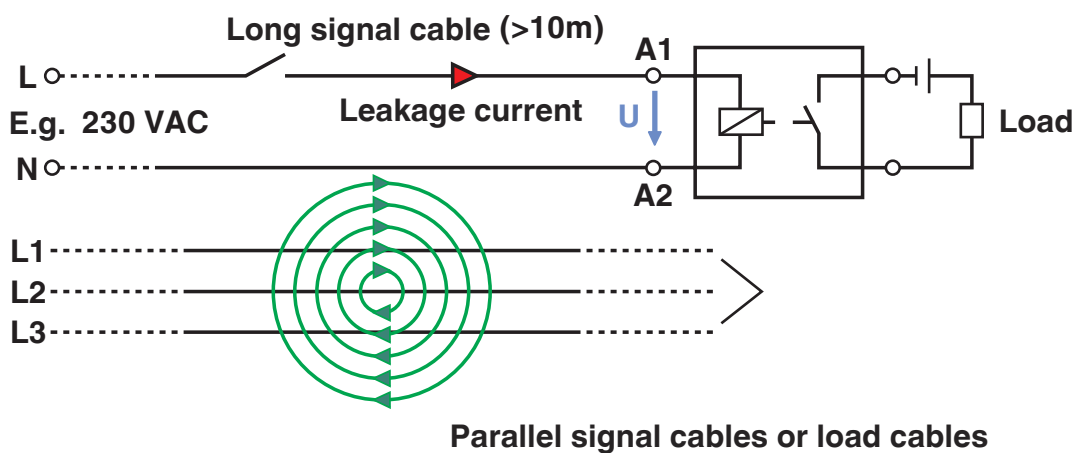 Long signal cable (>10m)
A1
L
Leakage current
U
Load
E.g. 230 VAC
N
A2
L1
L2
L3
Parallel signal cables or load cables